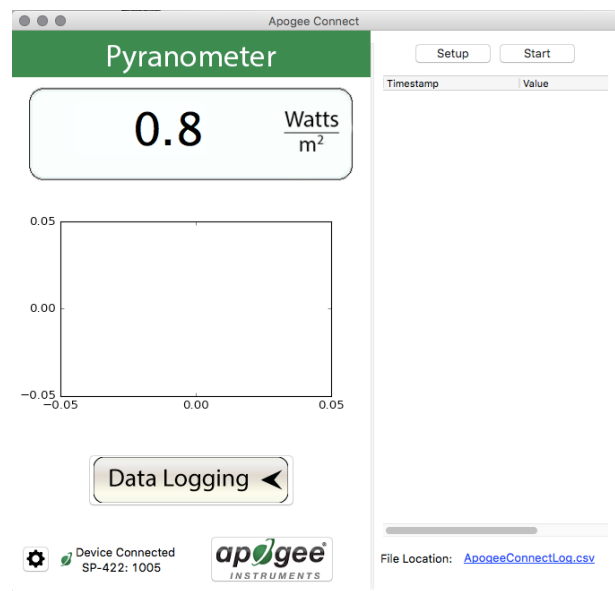 Apogee Connect
Pyranometer
0.8
Watts
m²
0.05
0.00
−0.05
−0.05 0.00 0.05
Data Logging
Device Connected
SP-422: 1005
apogee
INSTRUMENTS
Setup Start
Timestamp Value
File Location: ApogeeConnectLog.csv